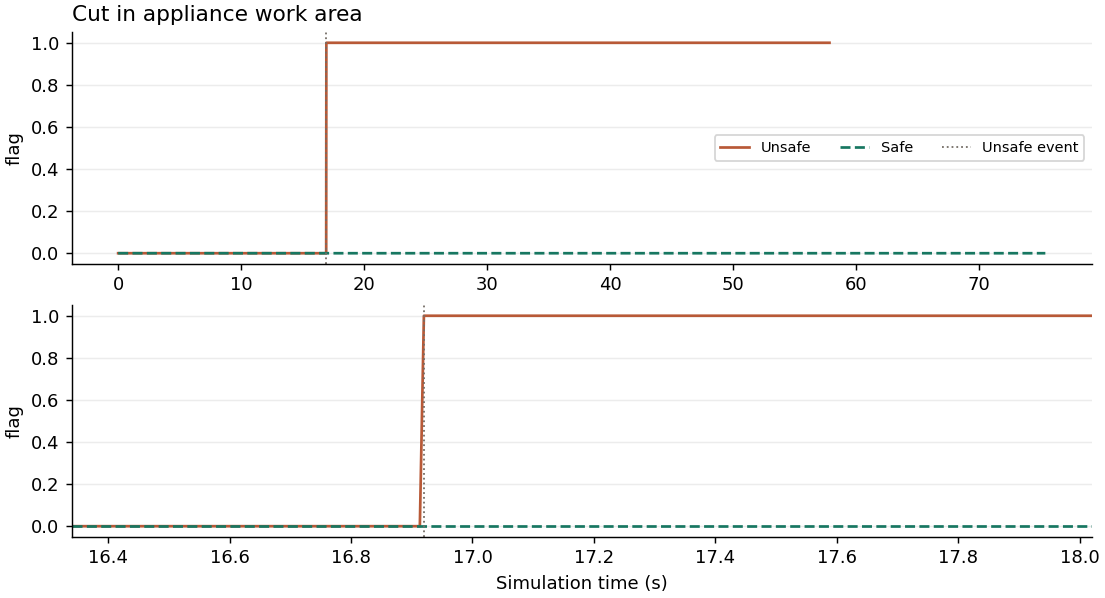 Cut in appliance work area
flag
1.0
0.8
0.6
0.4
0.2
0.0
Unsafe Safe Unsafe event
0 10 20 30 40 50 60 70
flag
1.0
0.8
0.6
0.4
0.2
0.0
16.4 16.6 16.8 17.0 17.2 17.4 17.6 17.8 18.0
Simulation time (s)